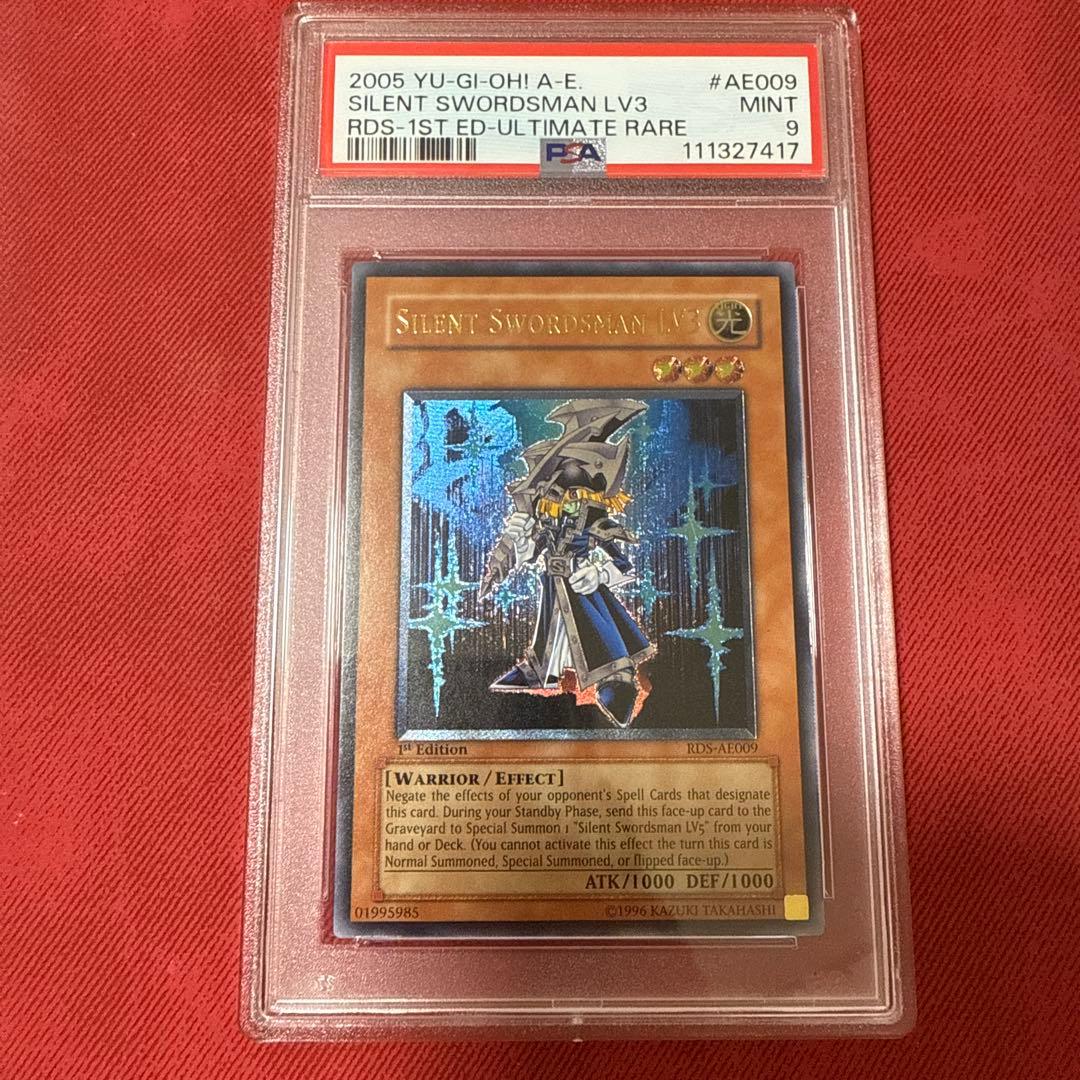 2005 YU-GI-OH! A-E. #AE009
SILENT SWORDSMAN LV3 MINT
RDS-1ST ED-ULTIMATE RARE 9
PSA 111327417
SILENT SWORDSMAN LV3
LIGHT
光
1st Edition RDS-AE009
[WARRIOR / EFFECT]
Negate the effects of your opponent's Spell Cards that designate
this card. During your Standby Phase, send this face-up card to the
Graveyard to Special Summon 1 "Silent Swordsman LV5" from your
hand or Deck. (You cannot activate this effect the turn this card is
Normal Summoned, Special Summoned, or flipped face-up.)
ATK/1000 DEF/1000
01995985 ©1996 KAZUKI TAKAHASHI